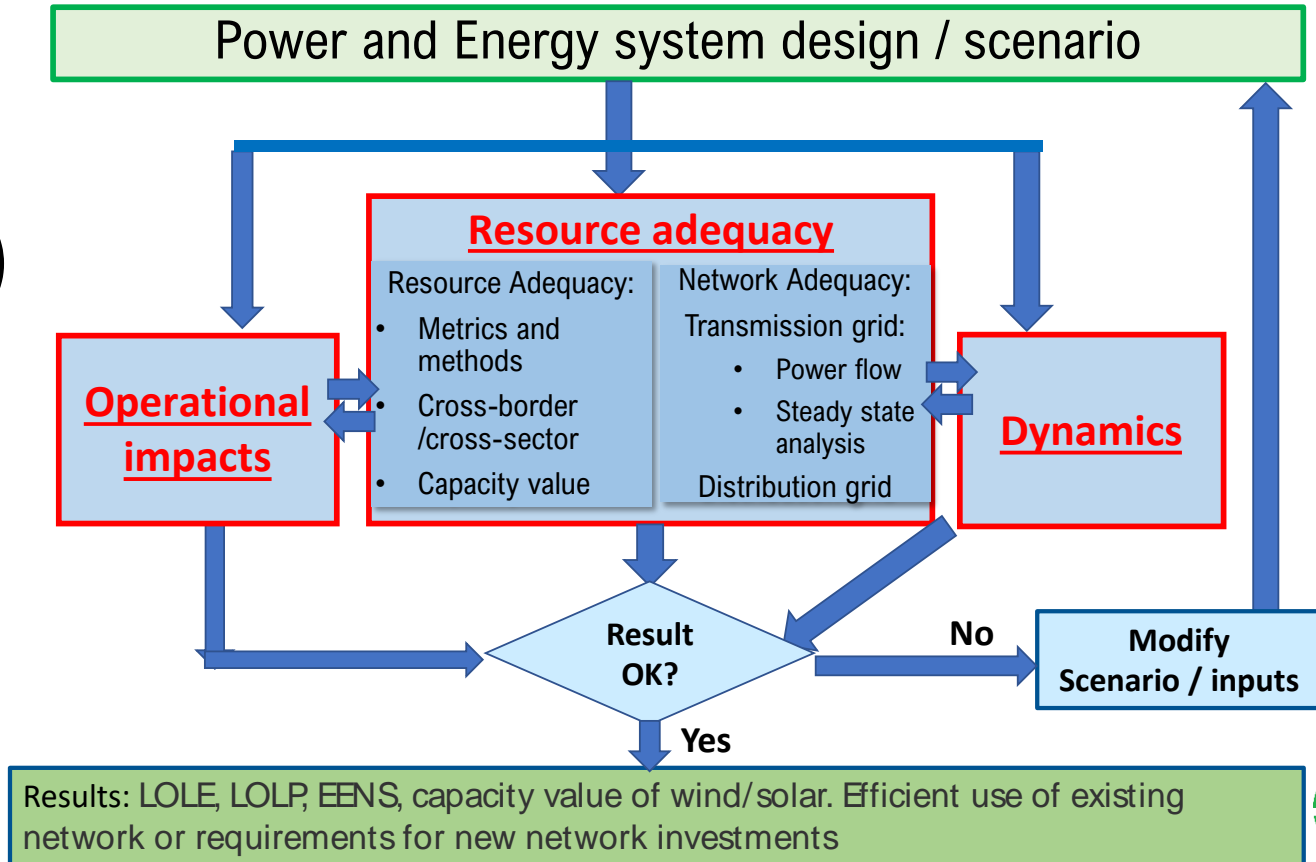 Power and Energy system design / scenario
Resource adequacy
Resource Adequacy:
• Metrics and
methods
• Cross-border
/cross-sector
• Capacity value
Network Adequacy:
Transmission grid:
• Power flow
• Steady state
analysis
Distribution grid
Operational
impacts
Dynamics
Result
OK?
No
Modify
Scenario / inputs
Yes
Results: LOLE, LOLP, EENS, capacity value of wind/solar. Efficient use of existing
network or requirements for new network investments